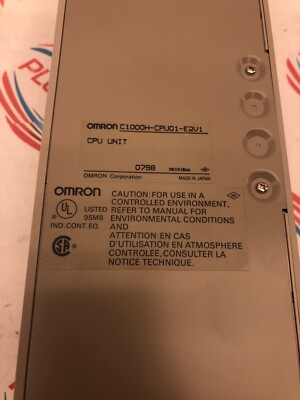 OMRON C1000H-CPU01-E2V1
CPU UNIT
0798
OMRON Corporation MADE IN JAPAN
OMRON
CAUTION:FOR USE IN A
CONTROLLED ENVIRONMENT,
UL LISTED REFER TO MANUAL FOR
95M9 ENVIRONMENTAL CONDITIONS
IND.CONT.EQ. AND
ATTENTION:EN CAS
D'UTILISATION EN ATMOSPHERE
CONTROLEE,CONSULTER LA
NOTICE TECHNIQUE.